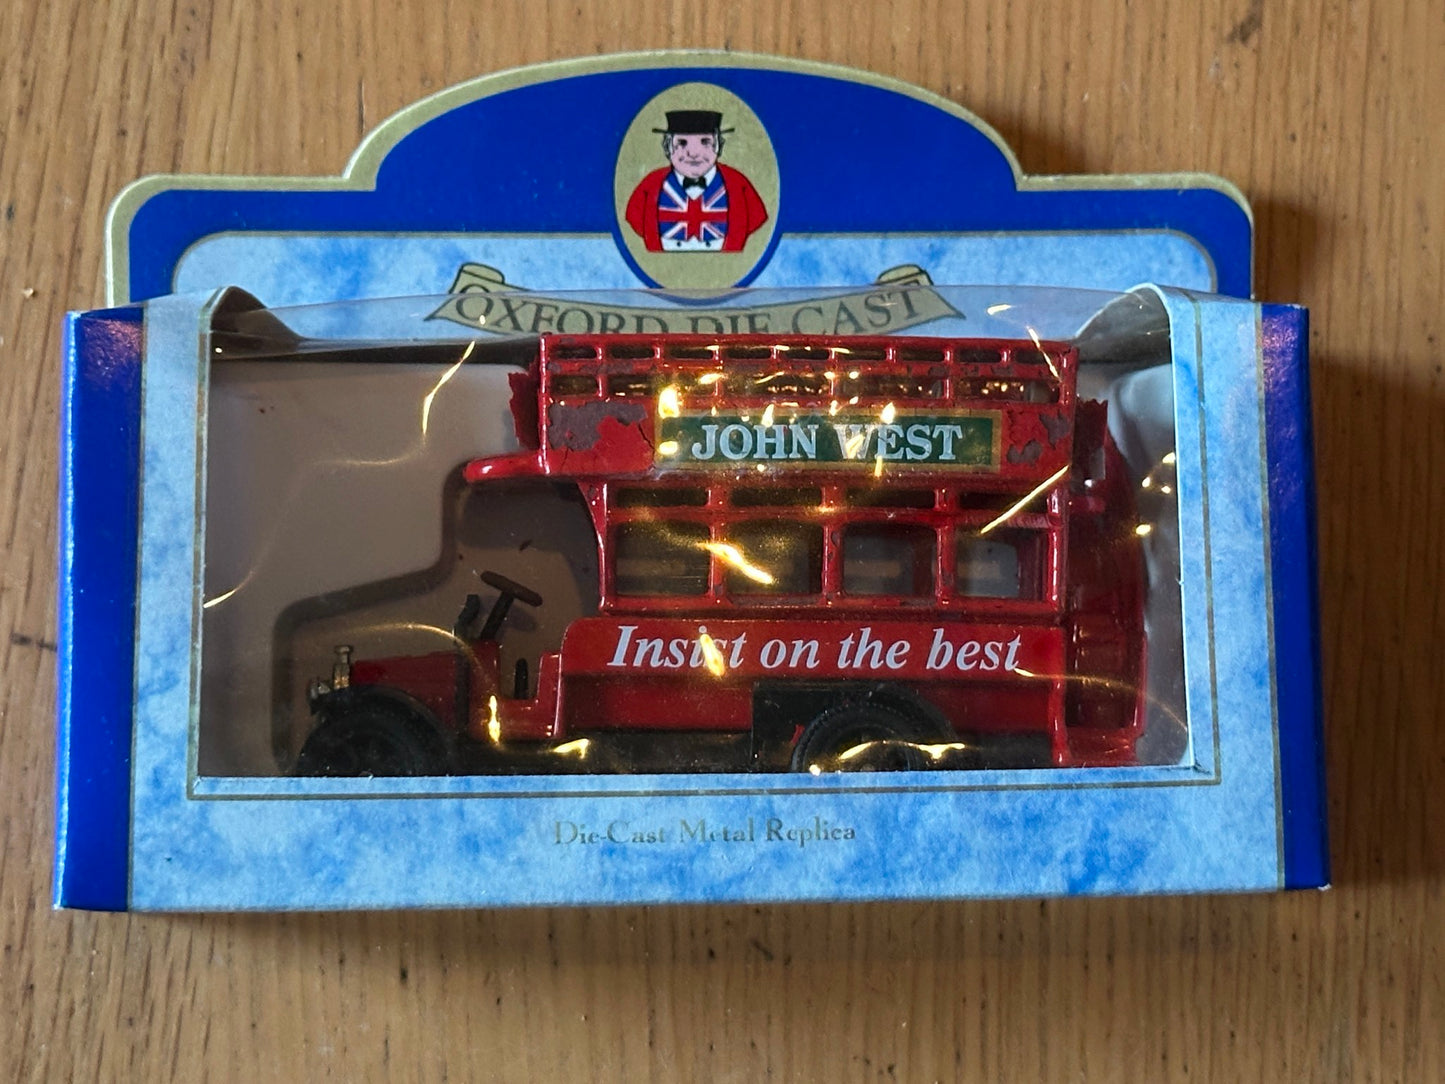 OXFORD DIE-CAST
JOHN WEST
Insist on the best
Die-Cast Metal Replica